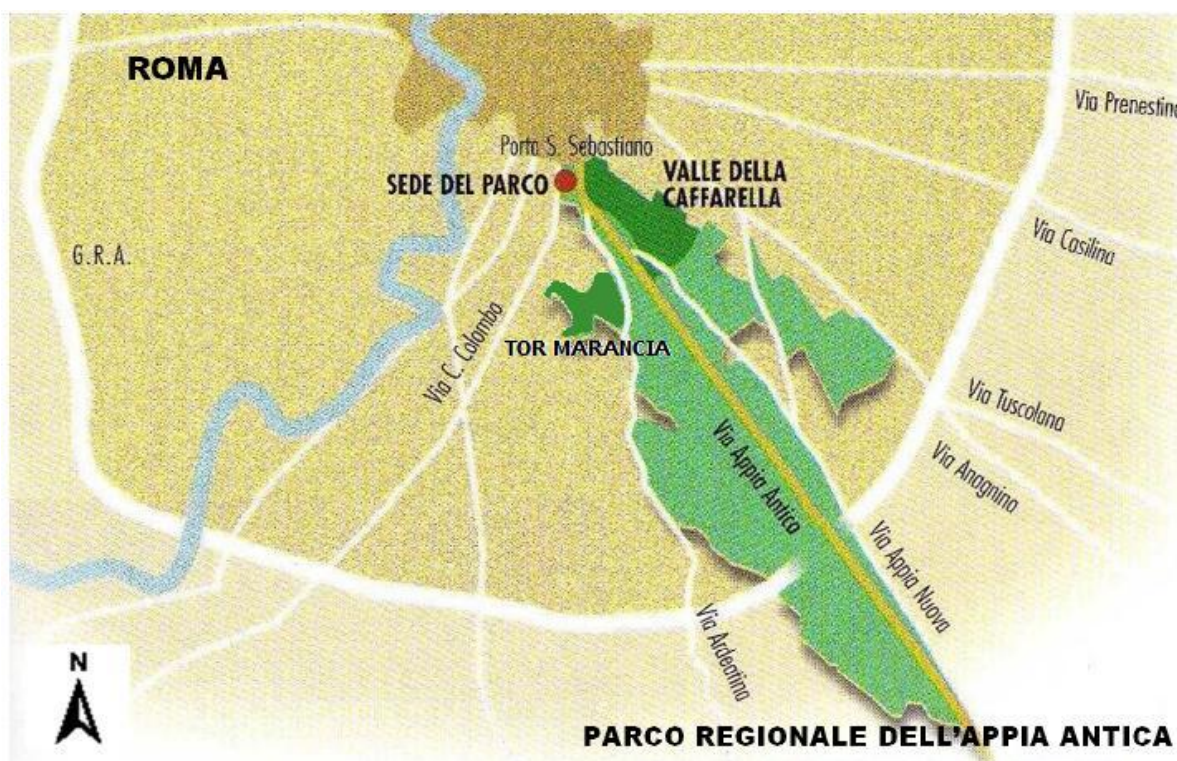 ROMA
Via Prenestina
Porta S. Sebastiano
SEDE DEL PARCO
VALLE DELLA
CAFFARELLA
G.R.A.
Via Casilina
Via C. Colombo
TOR MARANCIA
Via Tuscolana
Via Anagnina
Via Appia Antica
Via Appia Nuova
Via Ardeatina
N
PARCO REGIONALE DELL'APPIA ANTICA